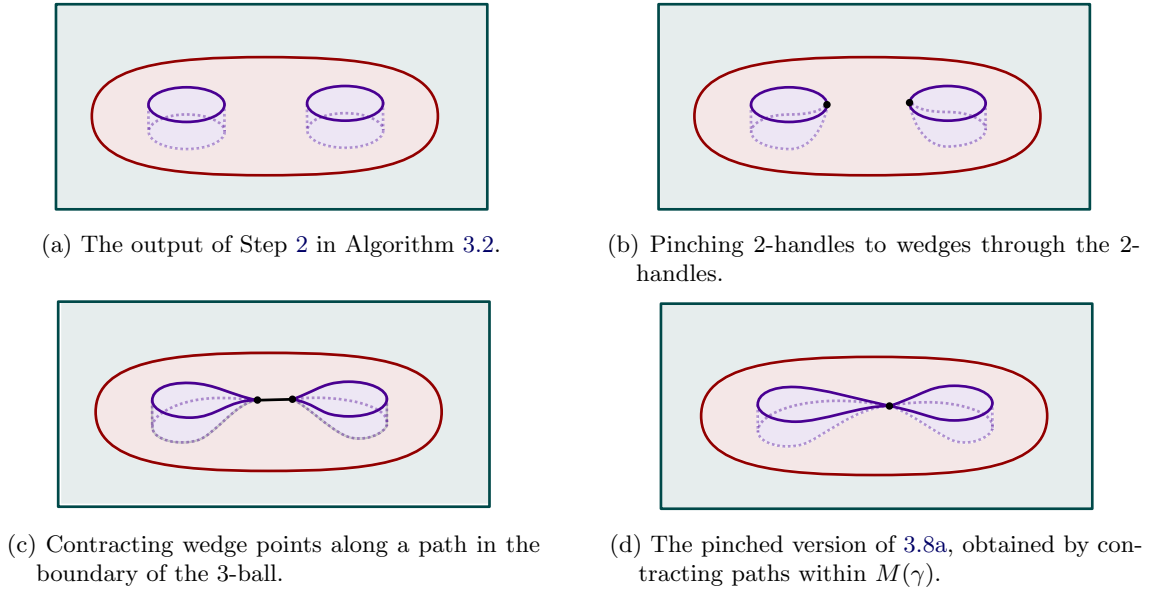 (a) The output of Step 2 in Algorithm 3.2.
(b) Pinching 2-handles to wedges through the 2-
handles.
(c) Contracting wedge points along a path in the
boundary of the 3-ball.
(d) The pinched version of 3.8a, obtained by con-
tracting paths within M(γ).